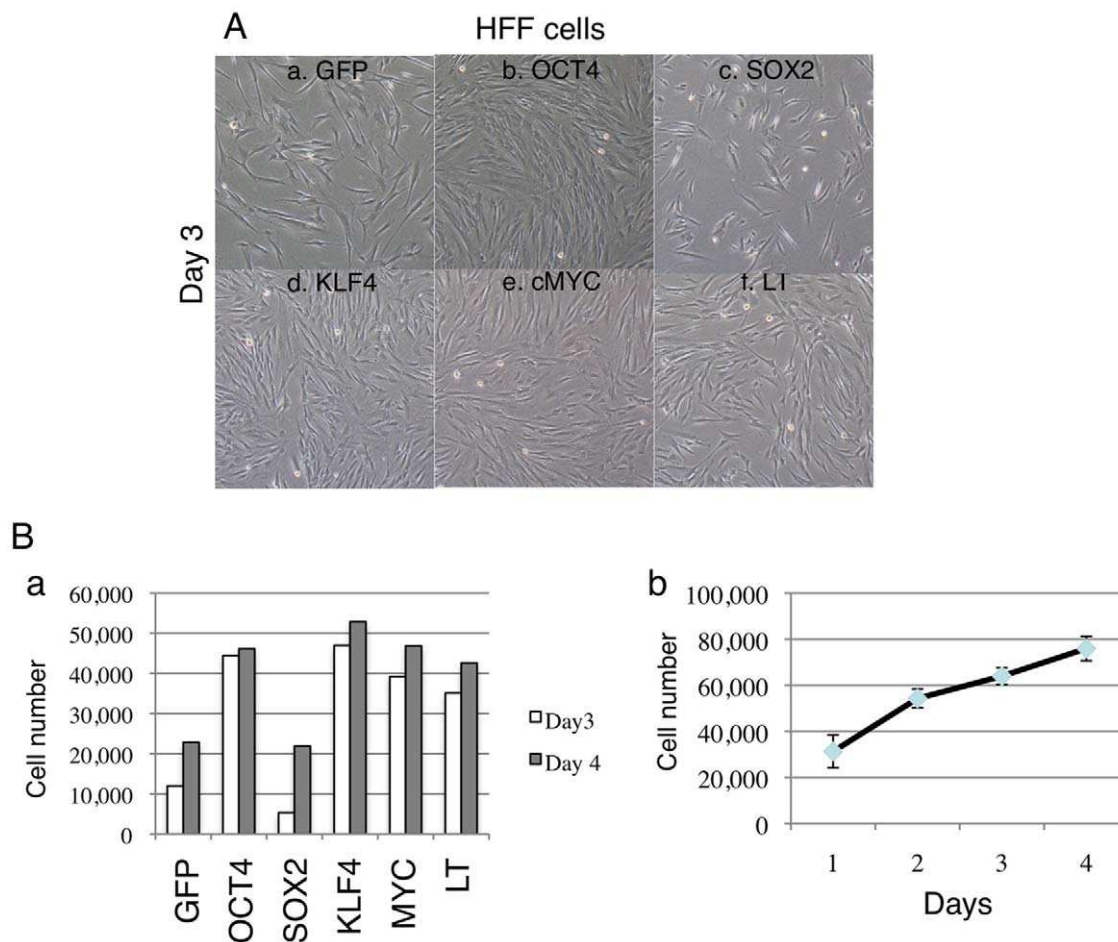 A
HFF cells
a. GFP
b. OCT4
c. SOX2
Day 3
d. KLF4
e. cMYC
f. LT
B
a
60,000
50,000
40,000
30,000
20,000
10,000
0
Cell number
GFP
OCT4
SOX2
KLF4
MYC
LT
Day3
Day 4
b
100,000
80,000
60,000
40,000
20,000
0
Cell number
1 2 3 4
Days